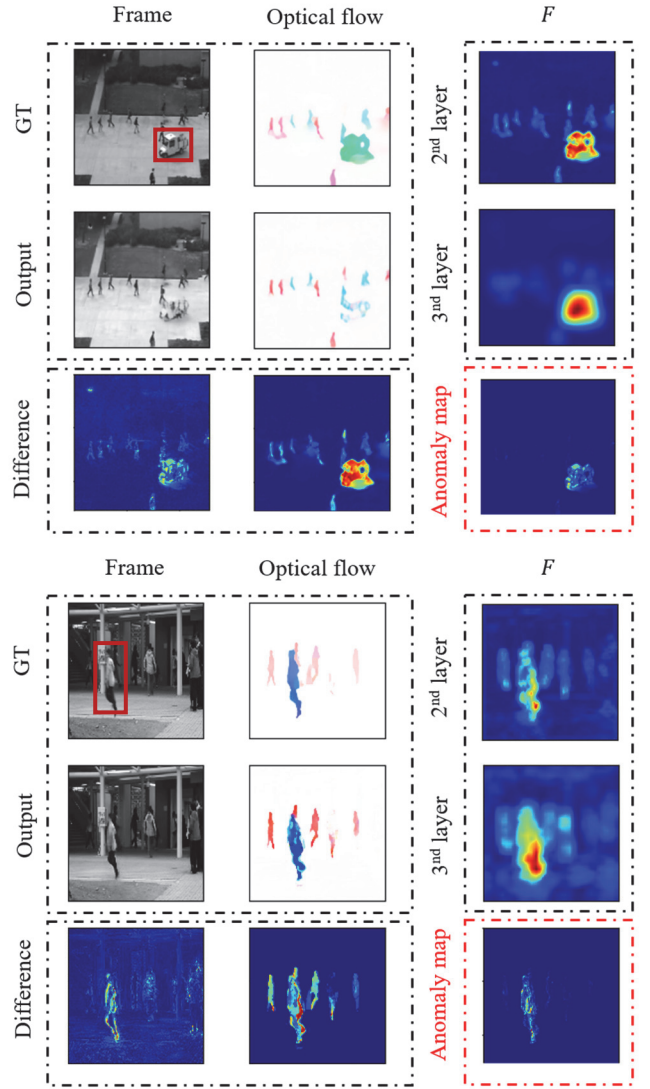 Frame Optical flow F
GT
2nd layer
Output
3nd layer
Difference
Anomaly map
Frame Optical flow F
GT
2nd layer
Output
3nd layer
Difference
Anomaly map